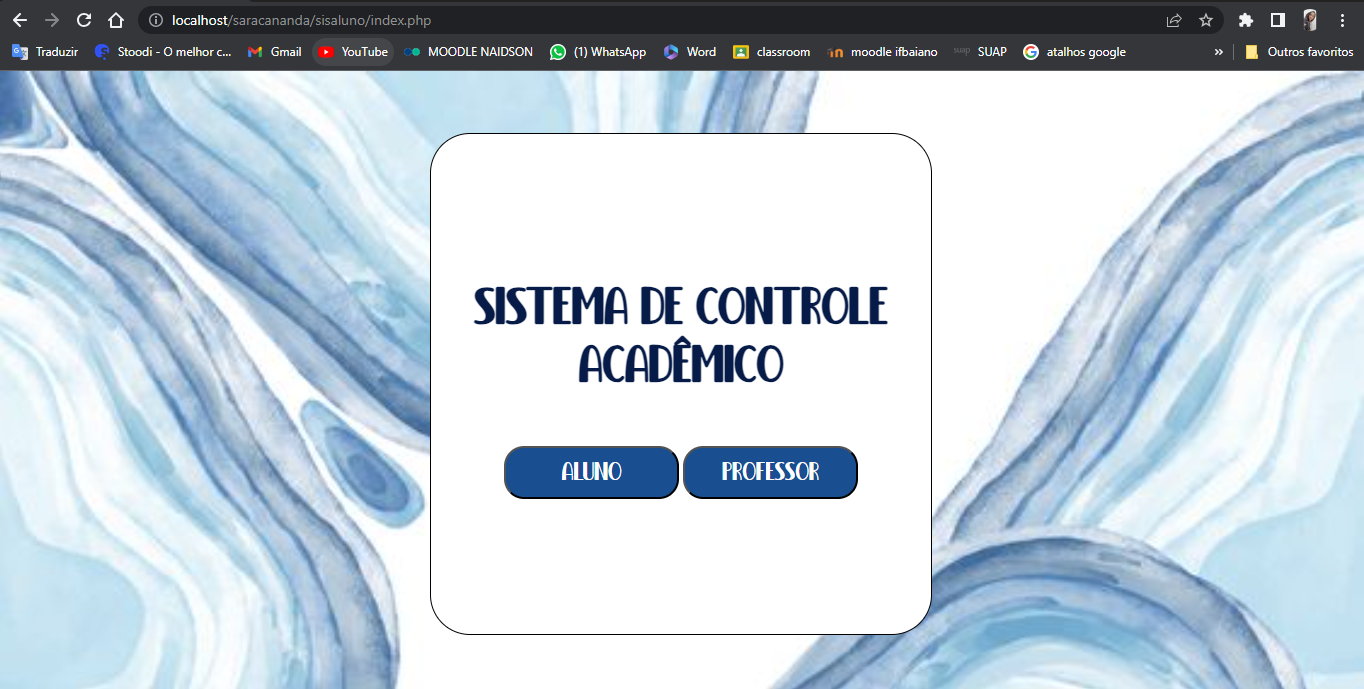 localhost/saracananda/sisaluno/index.php
Traduzir Stoodi - O melhor c... Gmail YouTube MOODLE NAIDSON (1) WhatsApp Word classroom moodle ifbaiano suap SUAP atalhos google » Outros favoritos
SISTEMA DE CONTROLE
ACADÊMICO
ALUNO PROFESSOR